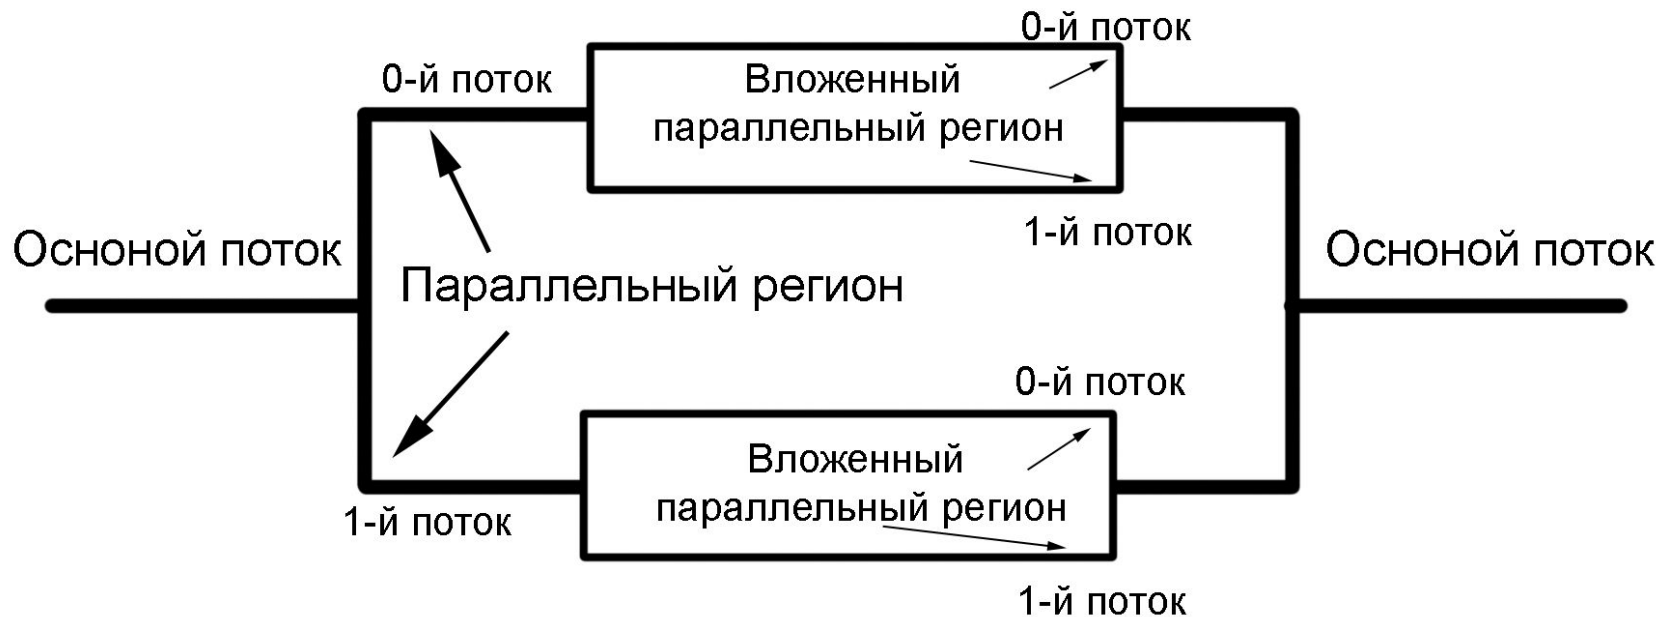 0-й поток
0-й поток
Вложенный
параллельный регион
1-й поток
Осноной поток
Параллельный регион
Осноной поток
0-й поток
Вложенный
параллельный регион
1-й поток
1-й поток